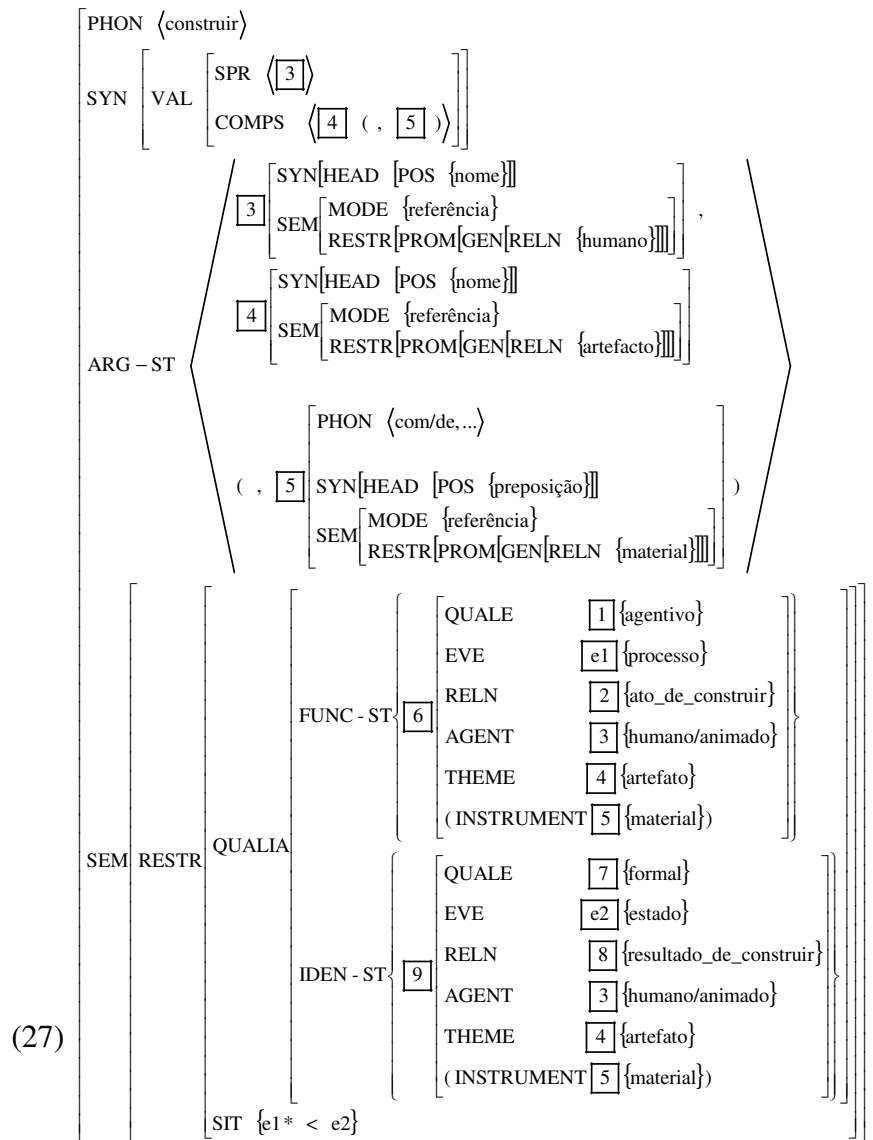 PHON ⟨construir⟩
SYN [VAL [SPR ⟨[3]⟩
COMPS ⟨[4] ( , [5] )⟩]]
ARG – ST
[3] [SYN[HEAD [POS {nome}]]
SEM[MODE {referência}
RESTR[PROM[GEN[RELN {humano}]]]]] ,
[4] [SYN[HEAD [POS {nome}]]
SEM[MODE {referência}
RESTR[PROM[GEN[RELN {artefacto}]]]]]
( , [5] [PHON ⟨com/de,...⟩
SYN[HEAD [POS {preposição}]]
SEM[MODE {referência}
RESTR[PROM[GEN[RELN {material}]]]]] )
SEM RESTR QUALIA
FUNC - ST { [6]
QUALE [1] {agentivo}
EVE [e1] {processo}
RELN [2] {ato_de_construir}
AGENT [3] {humano/animado}
THEME [4] {artefato}
( INSTRUMENT [5] {material})
IDEN - ST { [9]
QUALE [7] {formal}
EVE [e2] {estado}
RELN [8] {resultado_de_construir}
AGENT [3] {humano/animado}
THEME [4] {artefato}
( INSTRUMENT [5] {material})
(27)
SIT {e1* < e2}